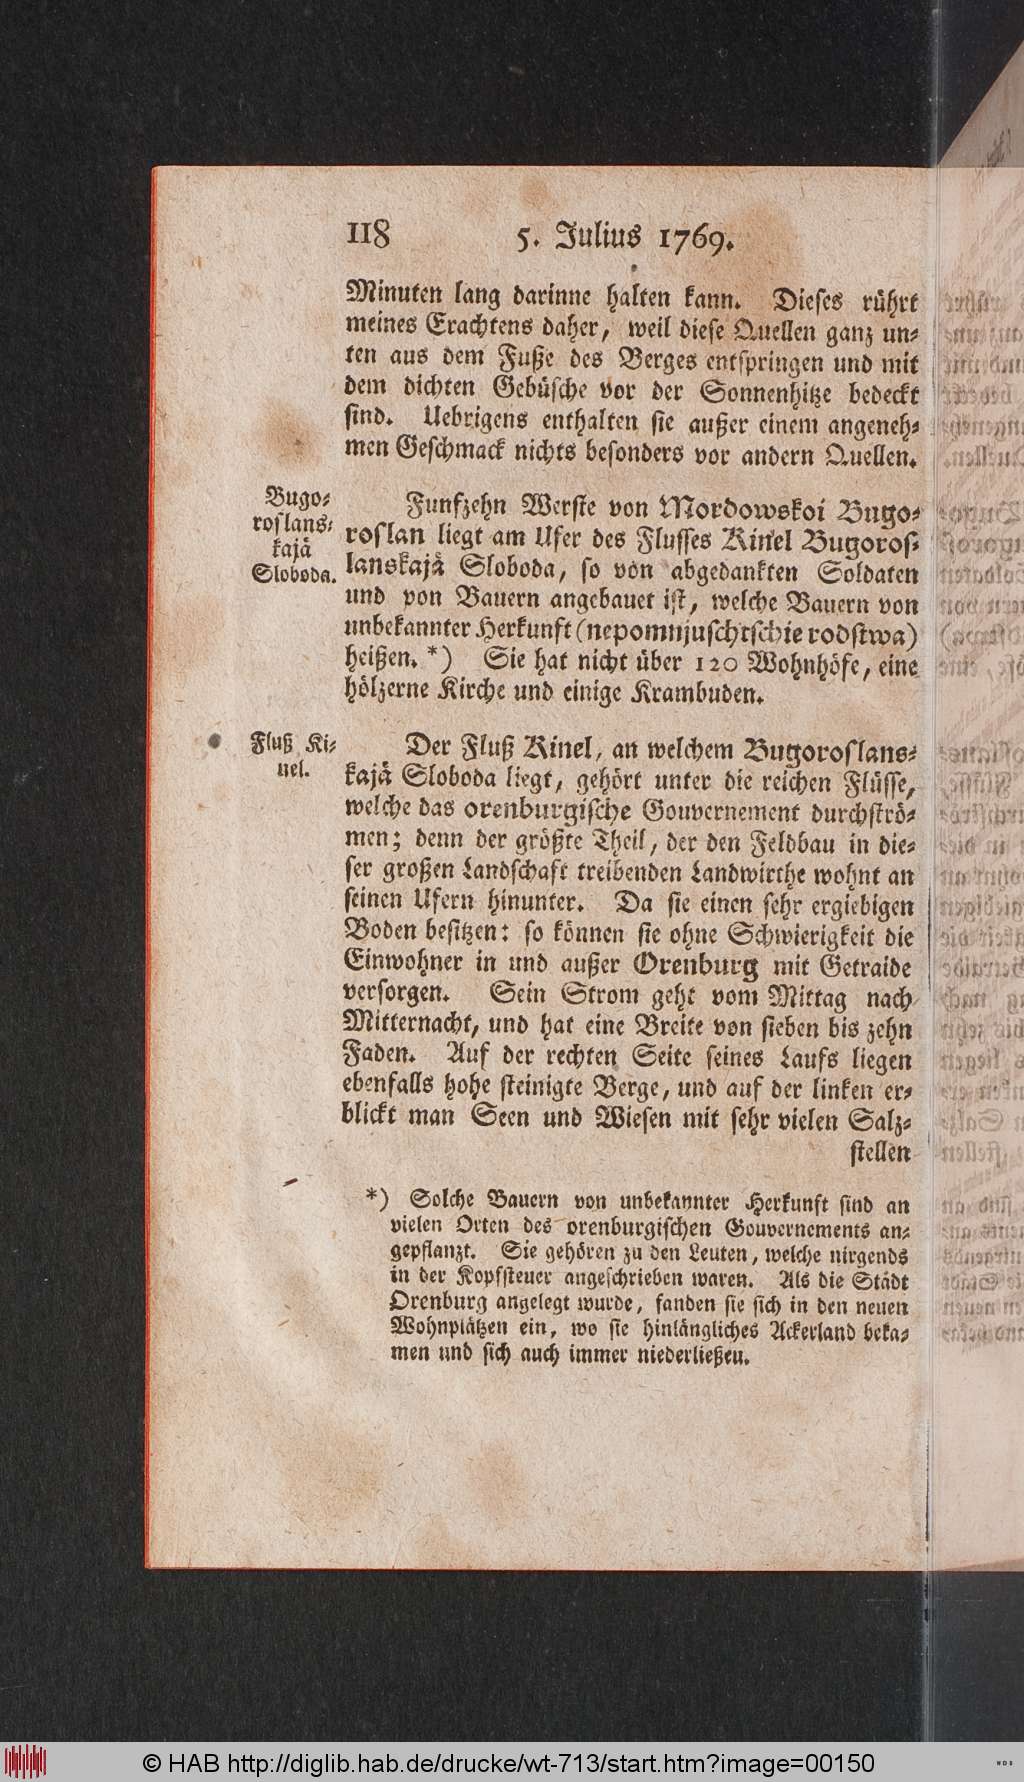 118 5. Julius 1769.
Minuten lang darinne halten kann. Dieſes rührt
meines Erachtens daher, weil dieſe Quellen ganz un-
ten aus dem Fuße des Berges entſpringen und mit
dem dichten Gebüſche vor der Sonnenhitze bedeckt
ſind. Uebrigens enthalten ſie außer einem angeneh-
men Geſchmack nichts beſonders vor andern Quellen.
Bugo-
roſlans-
kajä
Sloboda.
Funfzehn Werſte von Mordowskoi Bugo-
roſlan liegt am Ufer des Fluſſes Kinel Bugoroſ-
lanskajä Sloboda, ſo von abgedankten Soldaten
und von Bauern angebauet iſt, welche Bauern von
unbekannter Herkunft (nepomnjuſchtſchie rodſtwa)
heißen. *) Sie hat nicht über 120 Wohnhöfe, eine
hölzerne Kirche und einige Krambuden.
Fluß Ki-
nel.
Der Fluß Kinel, an welchem Bugoroſlans-
kajä Sloboda liegt, gehört unter die reichen Flüſſe,
welche das orenburgiſche Gouvernement durchſtrö-
men; denn der größte Theil, der den Feldbau in die-
ſer großen Landſchaft treibenden Landwirthe wohnt an
ſeinen Ufern hinunter. Da ſie einen ſehr ergiebigen
Boden beſitzen: ſo können ſie ohne Schwierigkeit die
Einwohner in und außer Orenburg mit Getraide
verſorgen. Sein Strom geht vom Mittag nach
Mitternacht, und hat eine Breite von ſieben bis zehn
Faden. Auf der rechten Seite ſeines Laufs liegen
ebenfalls hohe ſteinigte Berge, und auf der linken er-
blickt man Seen und Wieſen mit ſehr vielen Salz-
ſtellen
*) Solche Bauern von unbekannter Herkunft ſind an
vielen Orten des orenburgiſchen Gouvernements an-
gepflanzt. Sie gehören zu den Leuten, welche nirgends
in der Kopfſteuer angeſchrieben waren. Als die Städt
Orenburg angelegt wurde, fanden ſie ſich in den neuen
Wohnplätzen ein, wo ſie hinlängliches Ackerland beka-
men und ſich auch immer niederließen.
© HAB http://diglib.hab.de/drucke/wt-713/start.htm?image=00150